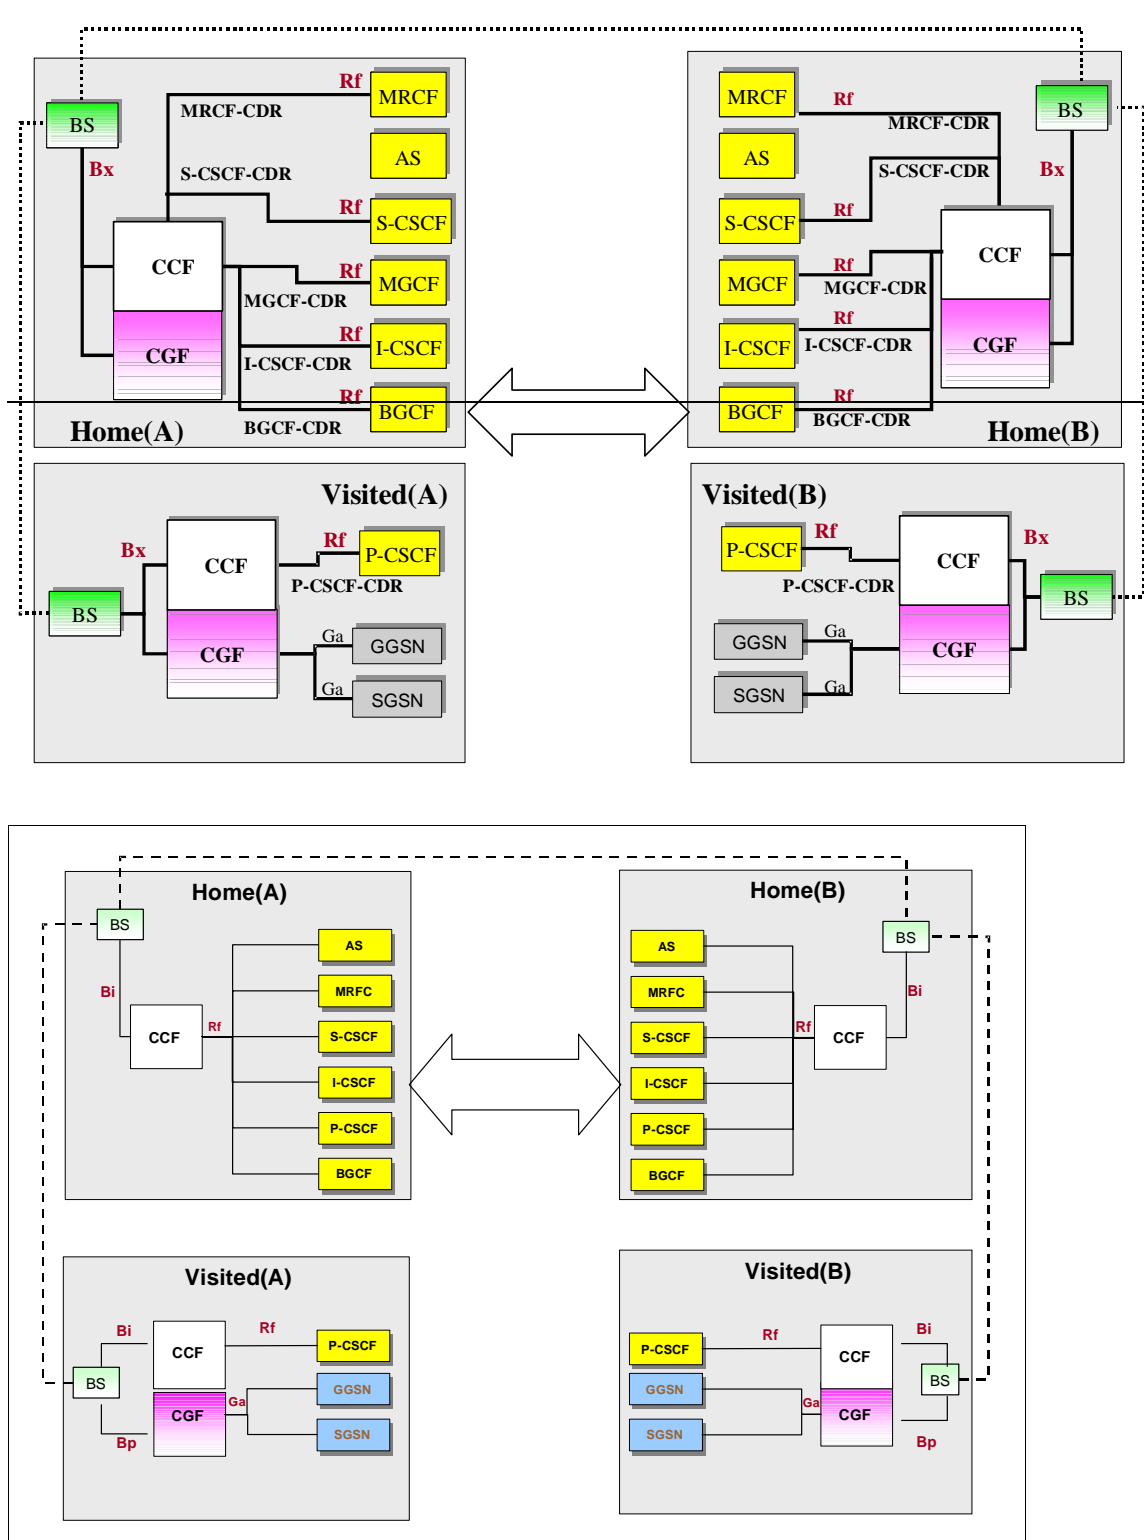 Rf
MRCF
MRCF-CDR
BS
AS
Bx
S-CSCF-CDR
Rf
S-CSCF
CCF
Rf
MGCF
MGCF-CDR
CGF
Rf
I-CSCF
I-CSCF-CDR
Rf
BGCF
BGCF-CDR
Home(A)
MRCF
Rf
MRCF-CDR
BS
AS
S-CSCF-CDR
Bx
S-CSCF
Rf
CCF
MGCF
Rf
MGCF-CDR
Rf
I-CSCF
I-CSCF-CDR
CGF
BGCF
Rf
BGCF-CDR
Home(B)
Visited(A)
Bx
Rf
P-CSCF
CCF
P-CSCF-CDR
BS
CGF
Ga
GGSN
Ga
SGSN
Visited(B)
P-CSCF
Rf
Bx
CCF
P-CSCF-CDR
BS
GGSN
Ga
CGF
SGSN
Ga
Home(A)
BS
AS
Bi
MRFC
CCF
Rf
S-CSCF
I-CSCF
P-CSCF
BGCF
Home(B)
AS
BS
MRFC
Bi
S-CSCF
Rf
CCF
I-CSCF
P-CSCF
BGCF
Visited(A)
Bi
Rf
CCF
P-CSCF
BS
GGSN
Ga
CGF
SGSN
Bp
Visited(B)
Rf
Bi
P-CSCF
CCF
BS
GGSN
Ga
CGF
SGSN
Bp